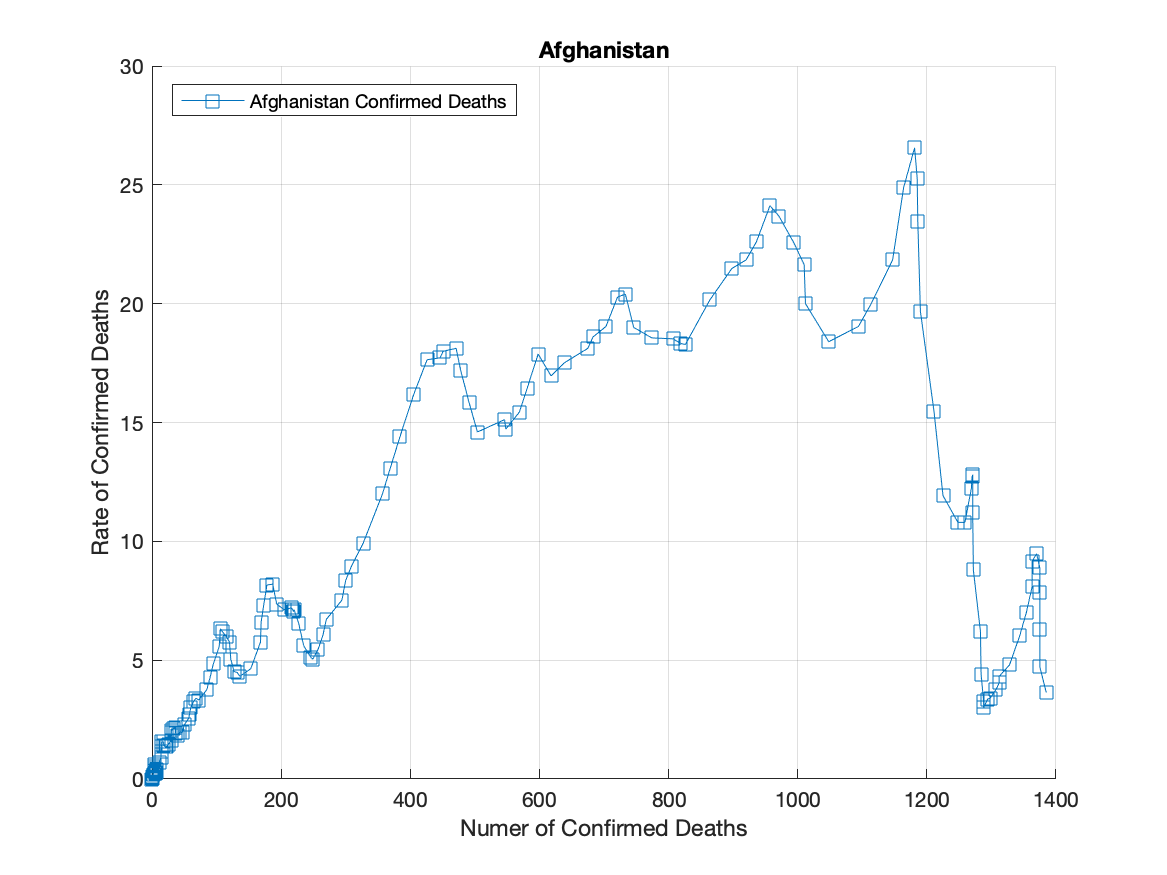 Afghanistan
30
Afghanistan Confirmed Deaths
25
20
15
10
5
0
Rate of Confirmed Deaths
0 200 400 600 800 1000 1200 1400
Numer of Confirmed Deaths